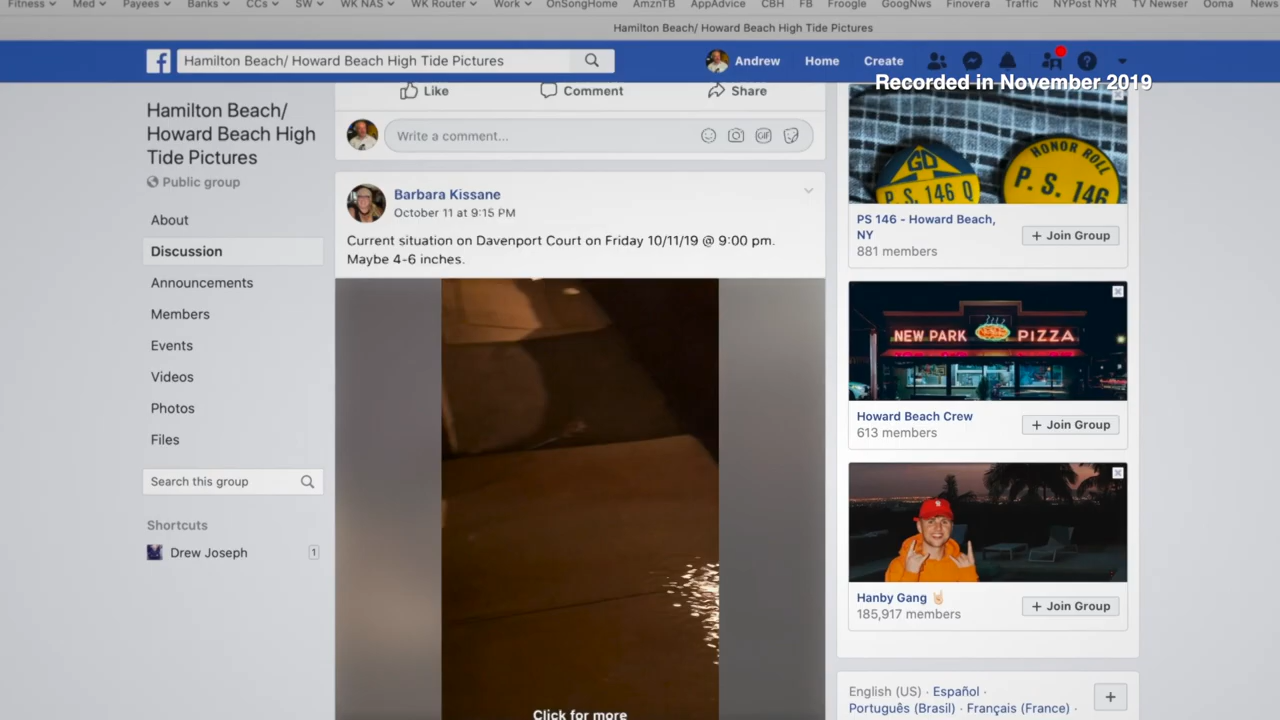 Fitness
Med
Payees
Banks
CCs
SW
WK NAS
WK Router
Work
OnSongHome
AmznTB
AppAdvice
CBH
FB
Froogle
GoogNws
Finovera
Traffic
NYPost NYR
TV Newser
Ooma
News
Hamilton Beach/ Howard Beach High Tide Pictures
Hamilton Beach/ Howard Beach High Tide Pictures
Andrew
Home
Create
Recorded in November 2019
Hamilton Beach/
Howard Beach High
Tide Pictures
Public group
About
Discussion
Announcements
Members
Events
Videos
Photos
Files
Search this group
Shortcuts
Drew Joseph
1
Like
Comment
Share
Write a comment...
GIF
Barbara Kissane
October 11 at 9:15 PM
Current situation on Davenport Court on Friday 10/11/19 @ 9:00 pm.
Maybe 4-6 inches.
Click for more
GO
P.S. 146 Q
HONOR ROLL
P.S. 146
PS 146 - Howard Beach,
NY
881 members
+ Join Group
NEW PARK PIZZA
Howard Beach Crew
613 members
+ Join Group
Hanby Gang 🤘🏻
185,917 members
+ Join Group
English (US) · Español ·
Português (Brasil) · Français (France) ·